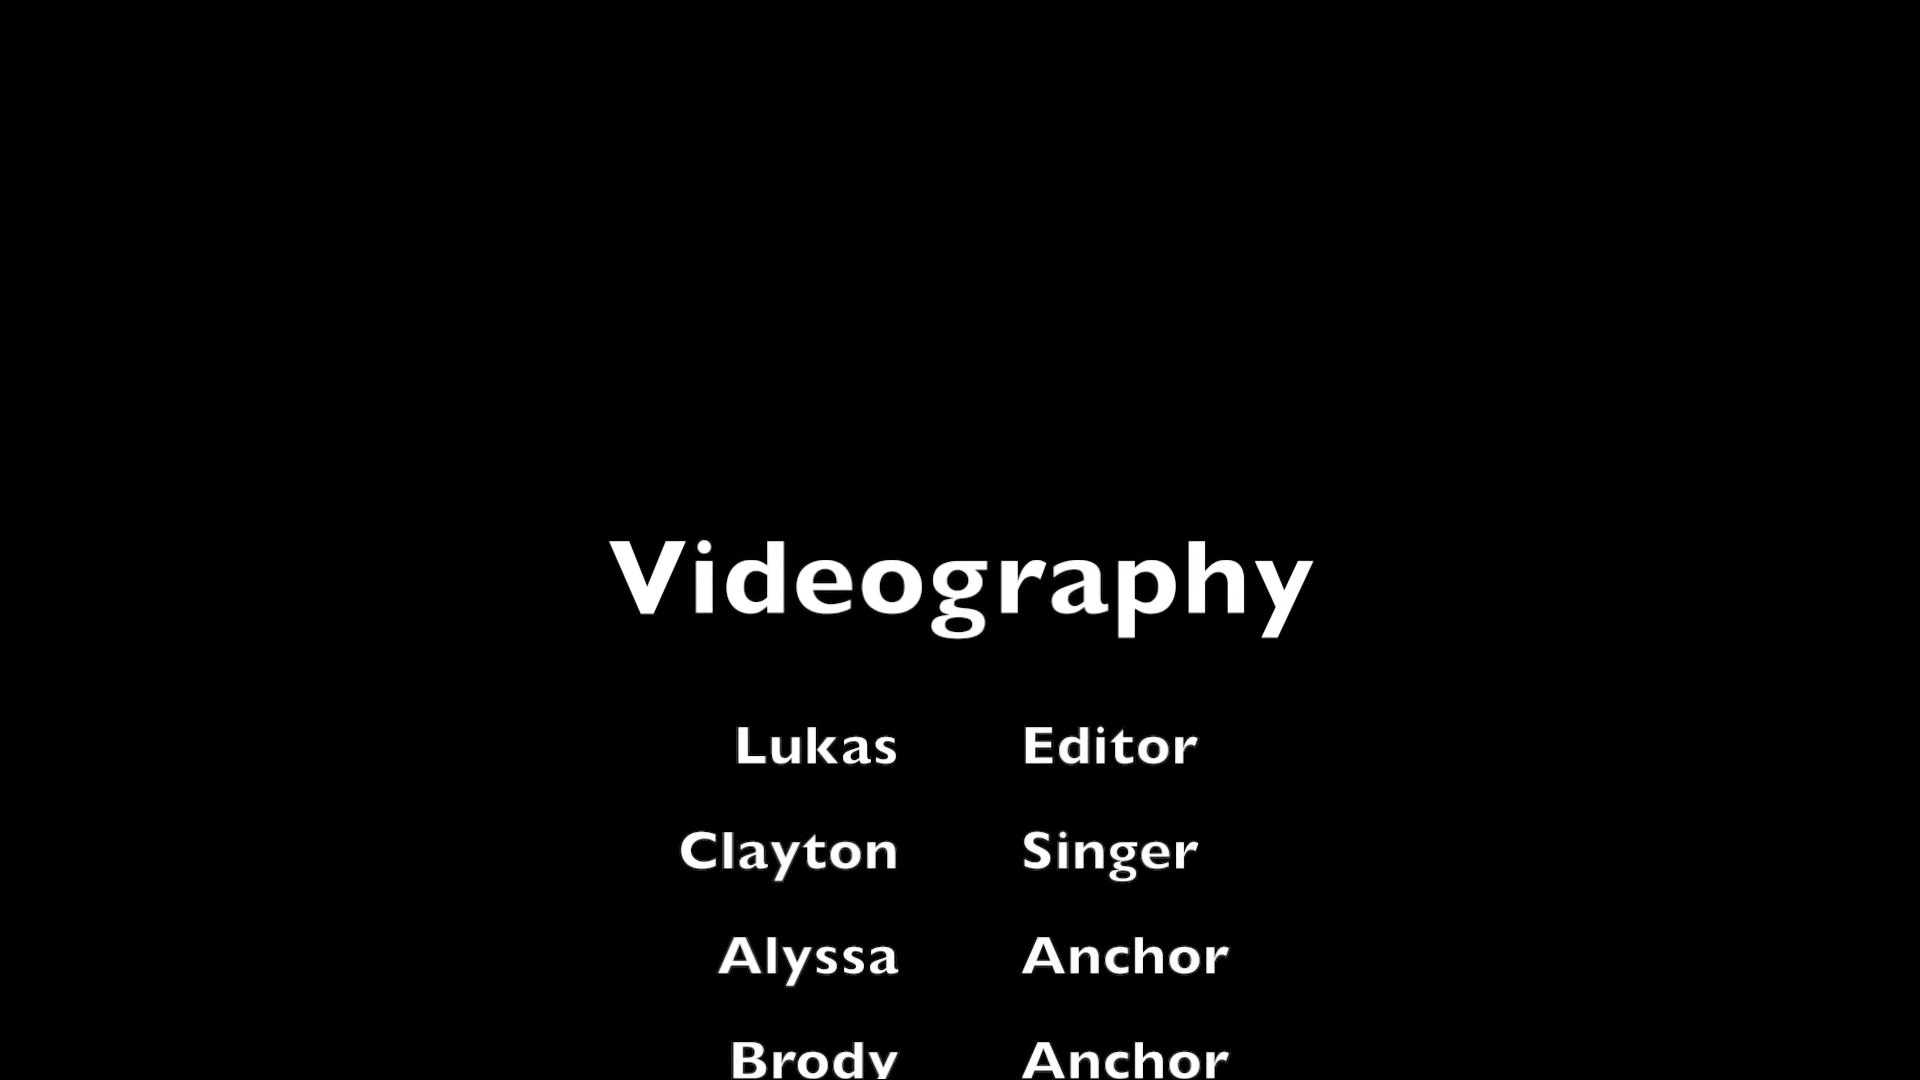 Videography
Lukas Editor
Clayton Singer
Alyssa Anchor
Brody Anchor